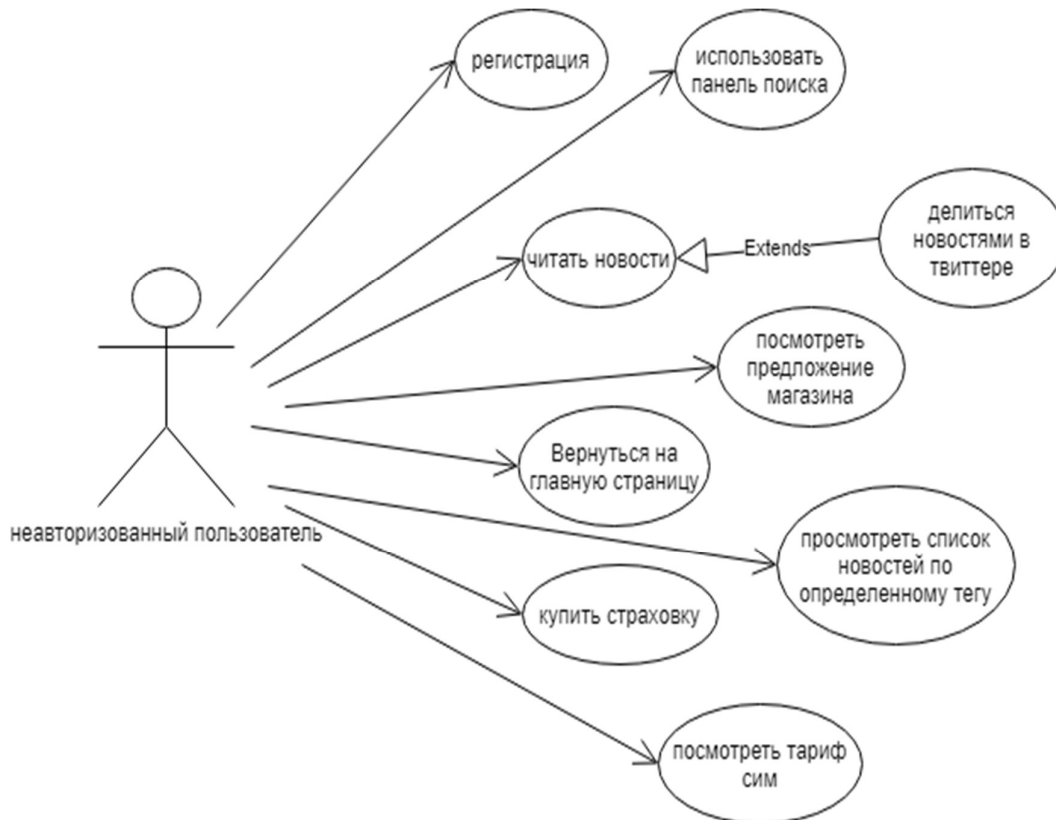 регистрация
использовать
панель поиска
читать новости
Extends
делиться
новостями в
твиттере
посмотреть
предложение
магазина
Вернуться на
главную страницу
неавторизованный пользователь
просмотреть список
новостей по
определенному тегу
купить страховку
посмотреть тариф
сим